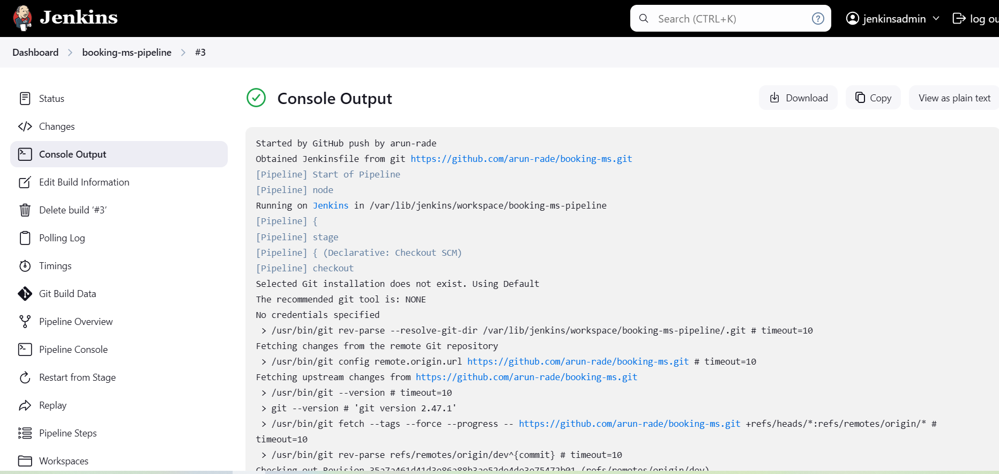 Jenkins
Search (CTRL+K)
jenkinsadmin
log ou
Dashboard > booking-ms-pipeline > #3
Status
Changes
Console Output
Edit Build Information
Delete build ‘#3’
Polling Log
Timings
Git Build Data
Pipeline Overview
Pipeline Console
Restart from Stage
Replay
Pipeline Steps
Workspaces
Console Output
Download
Copy
View as plain text
Started by GitHub push by arun-rade
Obtained Jenkinsfile from git https://github.com/arun-rade/booking-ms.git
[Pipeline] Start of Pipeline
[Pipeline] node
Running on Jenkins in /var/lib/jenkins/workspace/booking-ms-pipeline
[Pipeline] {
[Pipeline] stage
[Pipeline] { (Declarative: Checkout SCM)
[Pipeline] checkout
Selected Git installation does not exist. Using Default
The recommended git tool is: NONE
No credentials specified
> /usr/bin/git rev-parse --resolve-git-dir /var/lib/jenkins/workspace/booking-ms-pipeline/.git # timeout=10
Fetching changes from the remote Git repository
> /usr/bin/git config remote.origin.url https://github.com/arun-rade/booking-ms.git # timeout=10
Fetching upstream changes from https://github.com/arun-rade/booking-ms.git
> /usr/bin/git --version # timeout=10
> git --version # 'git version 2.47.1'
> /usr/bin/git fetch --tags --force --progress -- https://github.com/arun-rade/booking-ms.git +refs/heads/*:refs/remotes/origin/* #
timeout=10
> /usr/bin/git rev-parse refs/remotes/origin/dev^{commit} # timeout=10
Checking out Revision (refs/remotes/origin/dev)